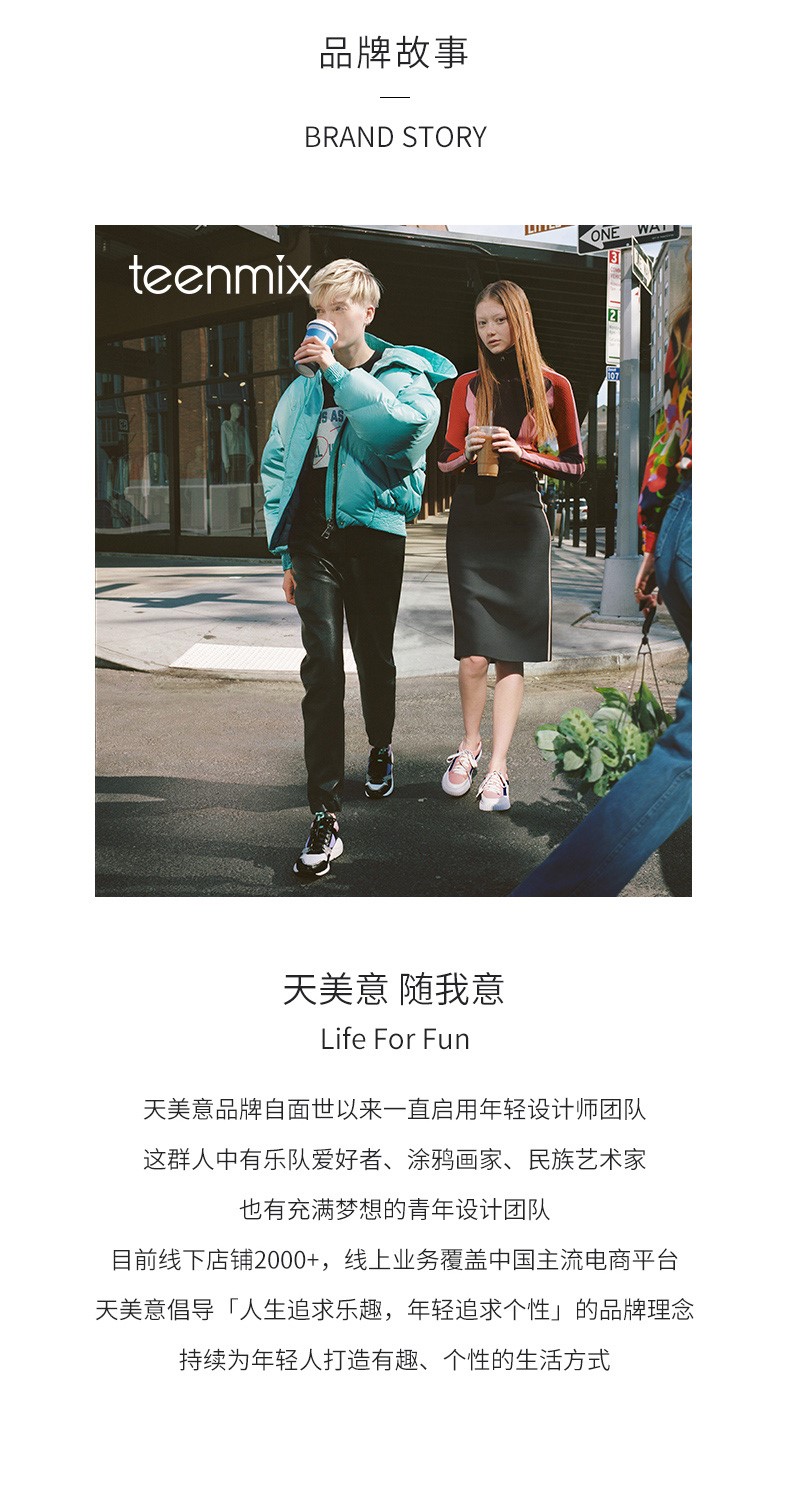 品牌故事
BRAND STORY
teenmix
ONE WAY
3
2
107
S AS
天美意 随我意
Life For Fun
天美意品牌自面世以来一直启用年轻设计师团队
这群人中有乐队爱好者、涂鸦画家、民族艺术家
也有充满梦想的青年设计团队
目前线下店铺2000+，线上业务覆盖中国主流电商平台
天美意倡导「人生追求乐趣，年轻追求个性」的品牌理念
持续为年轻人打造有趣、个性的生活方式